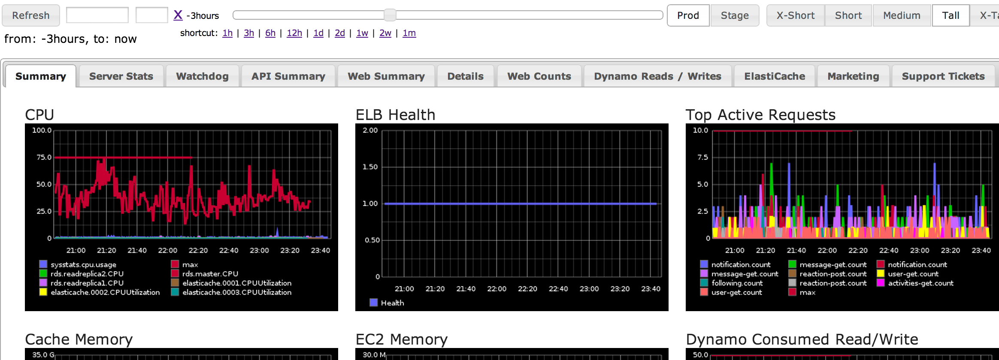 Refresh X -3hours Prod Stage X-Short Short Medium Tall
shortcut: 1h | 3h | 6h | 12h | 1d | 2d | 1w | 2w | 1m
from: -3hours, to: now
Summary Server Stats Watchdog API Summary Web Summary Details Web Counts Dynamo Reads / Writes ElastiCache Marketing Support Tickets
CPU
100.0
75.0
50.0
25.0
0
21:00 21:20 21:40 22:00 22:20 22:40 23:00 23:20 23:40
sysstats.cpu.usage max
rds.readreplica2.CPU rds.master.CPU
rds.readreplica1.CPU elasticache.0001.CPUUtilization
elasticache.0002.CPUUtilization elasticache.0003.CPUUtilization
ELB Health
2.00
1.50
1.00
0.50
0
21:00 21:20 21:40 22:00 22:20 22:40 23:00 23:20 23:40
Health
Top Active Requests
10.0
7.5
5.0
2.5
0
21:00 21:20 21:40 22:00 22:20 22:40 23:00 23:20 23:40
notification.count message-get.count notification.count
message-get.count reaction-post.count user-get.count
following.count reaction-post.count activities-get.count
user-get.count max
Cache Memory
35.0 G
EC2 Memory
30.0 M
Dynamo Consumed Read/Write
50.0